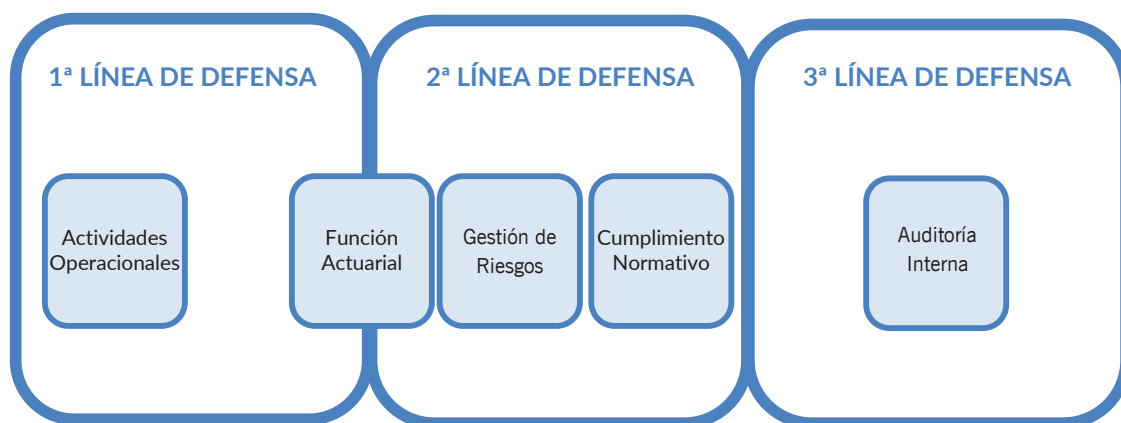 1ª LÍNEA DE DEFENSA
2ª LÍNEA DE DEFENSA
3ª LÍNEA DE DEFENSA
Actividades
Operacionales
Función
Actuarial
Gestión de
Riesgos
Cumplimiento
Normativo
Auditoría
Interna